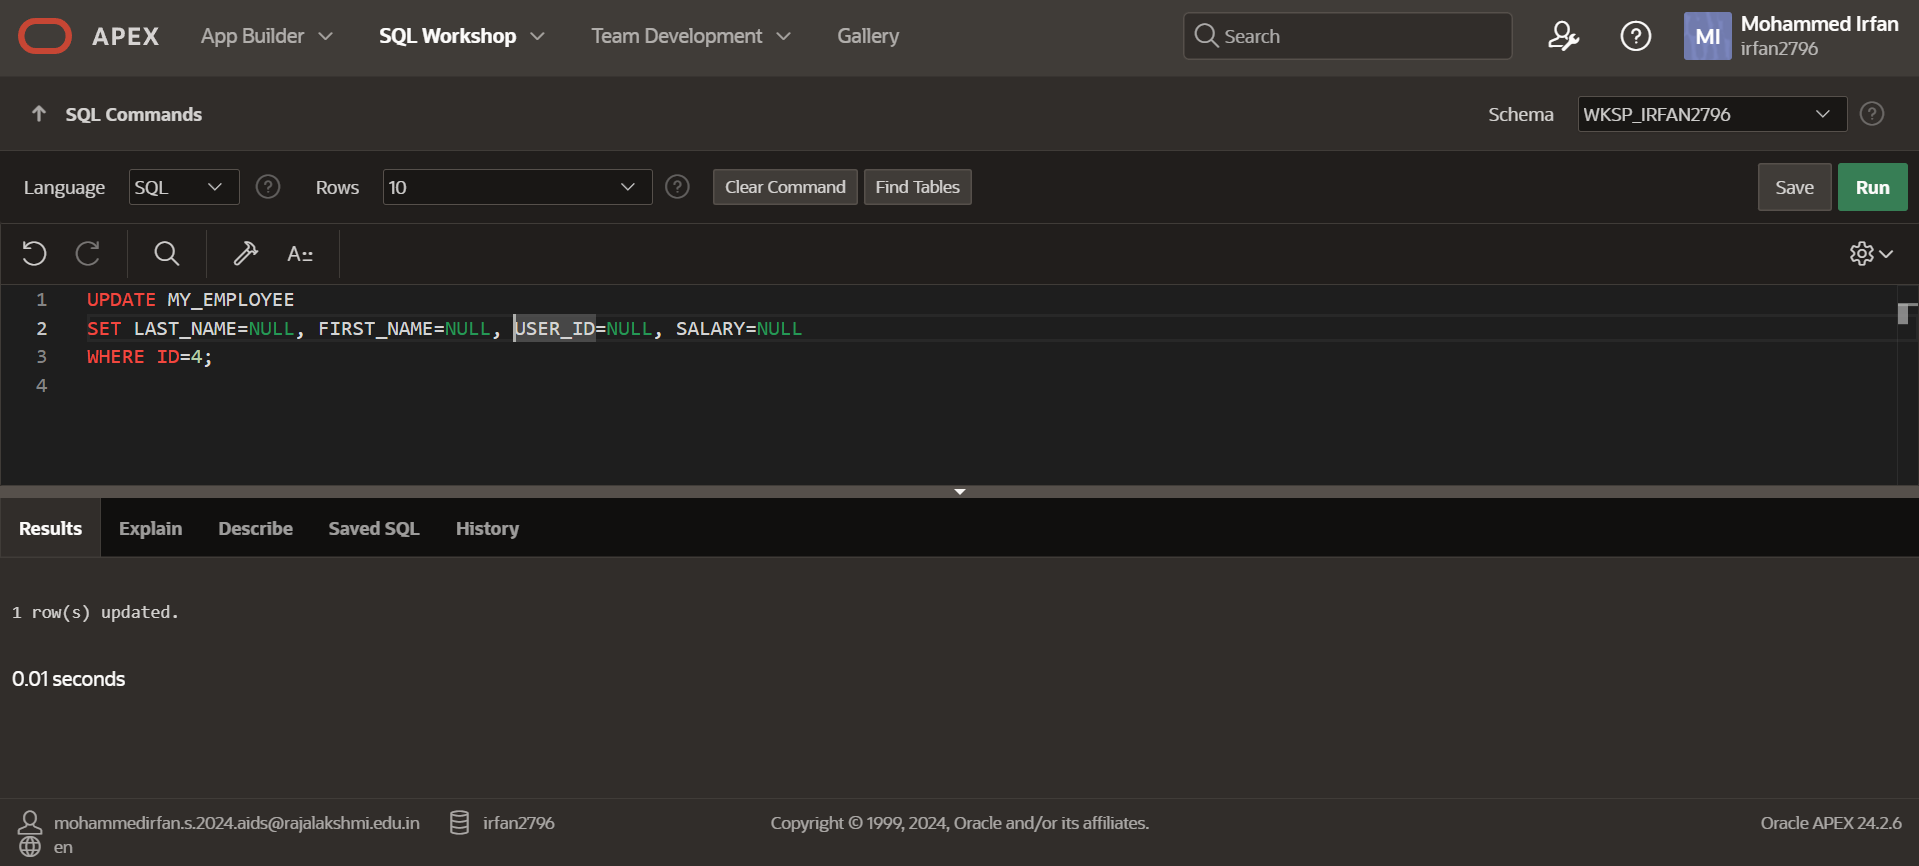 APEX App Builder SQL Workshop Team Development Gallery Search MI Mohammed Irfan
irfan2796
SQL Commands Schema WKSP_IRFAN2796 ?
Language SQL ? Rows 10 ? Clear Command Find Tables Save Run
A
1 UPDATE MY_EMPLOYEE
2 SET LAST_NAME=NULL, FIRST_NAME=NULL, USER_ID=NULL, SALARY=NULL
3 WHERE ID=4;
4
Results Explain Describe Saved SQL History
1 row(s) updated.
0.01 seconds
mohammedirfan.s.2024.aids@rajalakshmi.edu.in irfan2796 Copyright © 1999, 2024, Oracle and/or its affiliates. Oracle APEX 24.2.6
en